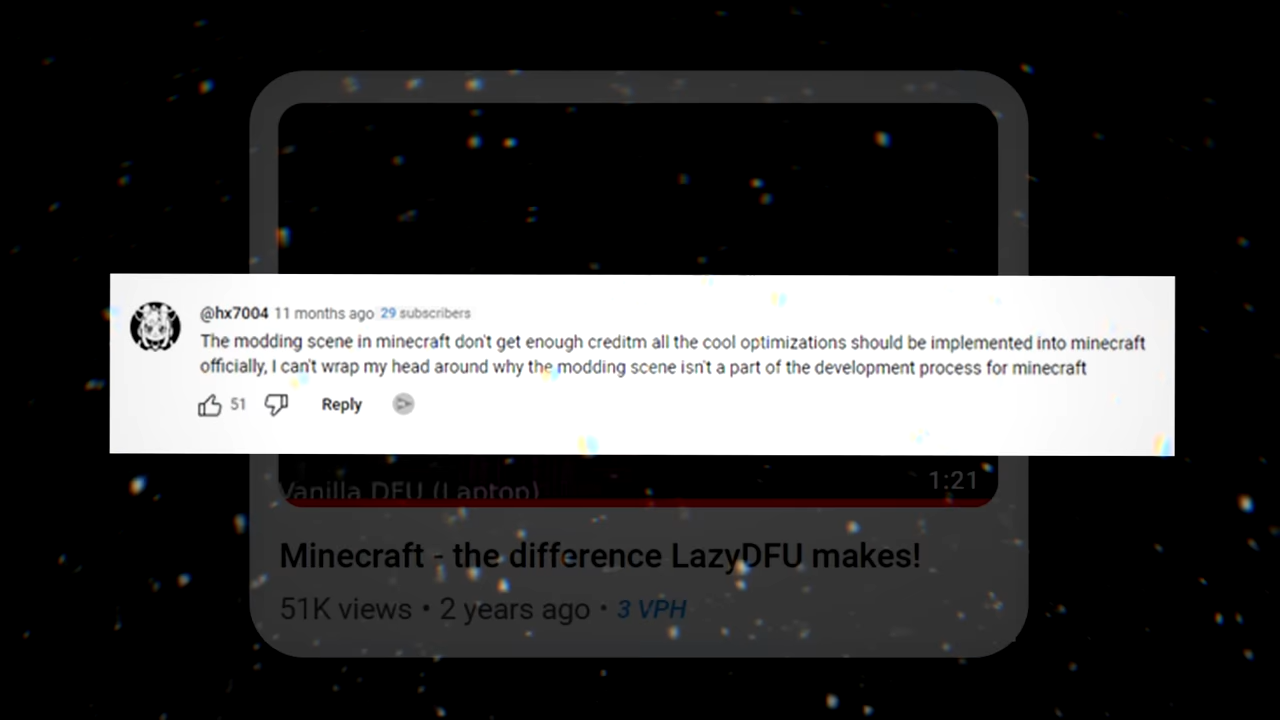 @hx7004 11 months ago 29 subscribers
The modding scene in minecraft don't get enough creditm all the cool optimizations should be implemented into minecraft
officially, I can't wrap my head around why the modding scene isn't a part of the development process for minecraft
51 Reply
Vanilla DFU (Laptop)
1:21
Minecraft - the difference LazyDFU makes!
51K views • 2 years ago • 3 VPH